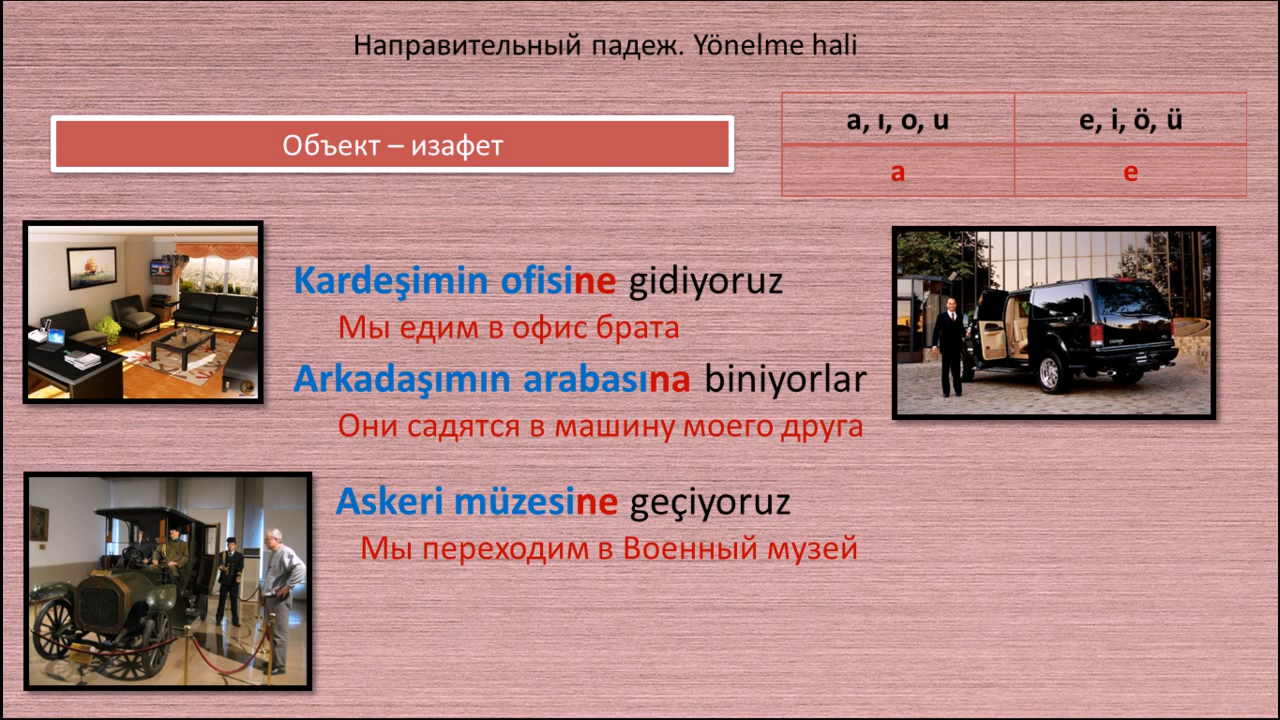 Направительный падеж. Yönelme hali
Объект – изафет
a, ı, o, u
e, i, ö, ü
a
e
Kardeşimin ofisine gidiyoruz
Мы едим в офис брата
Arkadaşımın arabasına biniyorlar
Они садятся в машину моего друга
Askeri müzesine geçiyoruz
Мы переходим в Военный музей